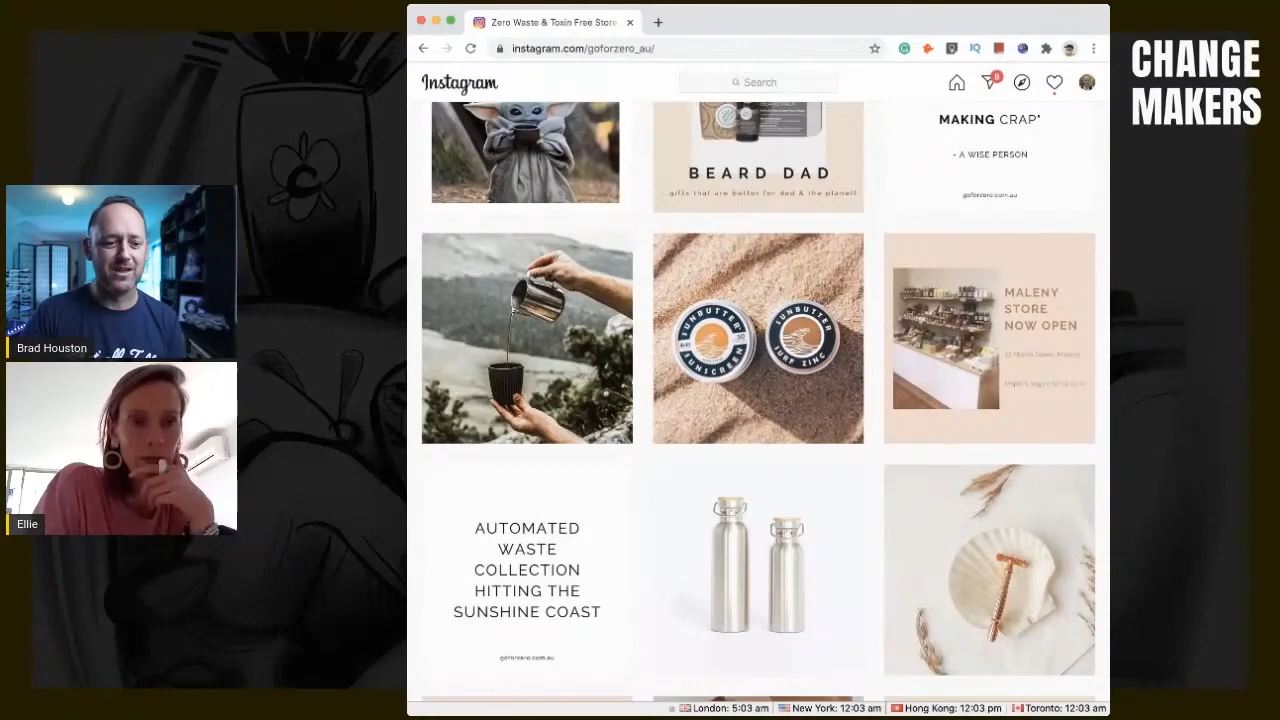 Zero Waste & Toxin Free Store
instagram.com/goforzero_au/
Instagram
Search
8
CHANGE
MAKERS
MAKING CRAP"
- A WISE PERSON
goforzero.com.au
BEARD DAD
...gifts that are better for dad & the planet!
Brad Houston
Ellie
SUNBUTTER
SUNSCREEN
SUNBUTTER
SURF ZINC
MALENY
STORE
NOW OPEN
AUTOMATED
WASTE
COLLECTION
HITTING THE
SUNSHINE COAST
goforzero.com.au
London: 5:03 am
New York: 12:03 am
Hong Kong: 12:03 pm
Toronto: 12:03 am